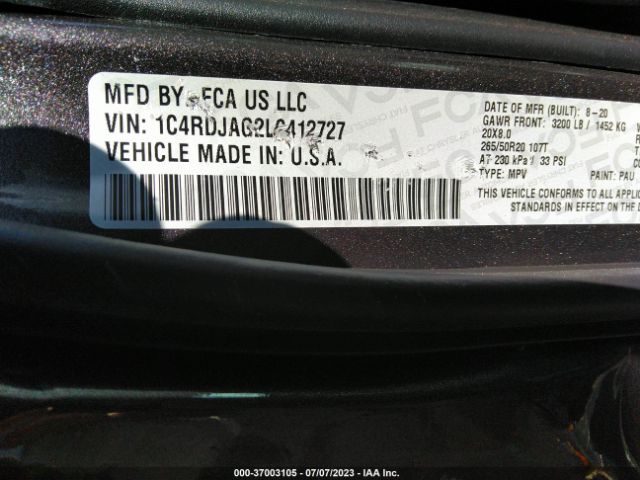 MFD BY: FCA US LLC
VIN: 1C4RDJAG2LC412727
VEHICLE MADE IN: U.S.A.
DATE OF MFR (BUILT): 8-20
GAWR FRONT: 3200 LB / 1452 KG
20X8.0
265/50R20 107T
AT 230 kPa / 33 PSI
TYPE: MPV PAINT: PAU
THIS VEHICLE CONFORMS TO ALL APPLICA
STANDARDS IN EFFECT ON THE D
000-37003105 - 07/07/2023 - IAA Inc.